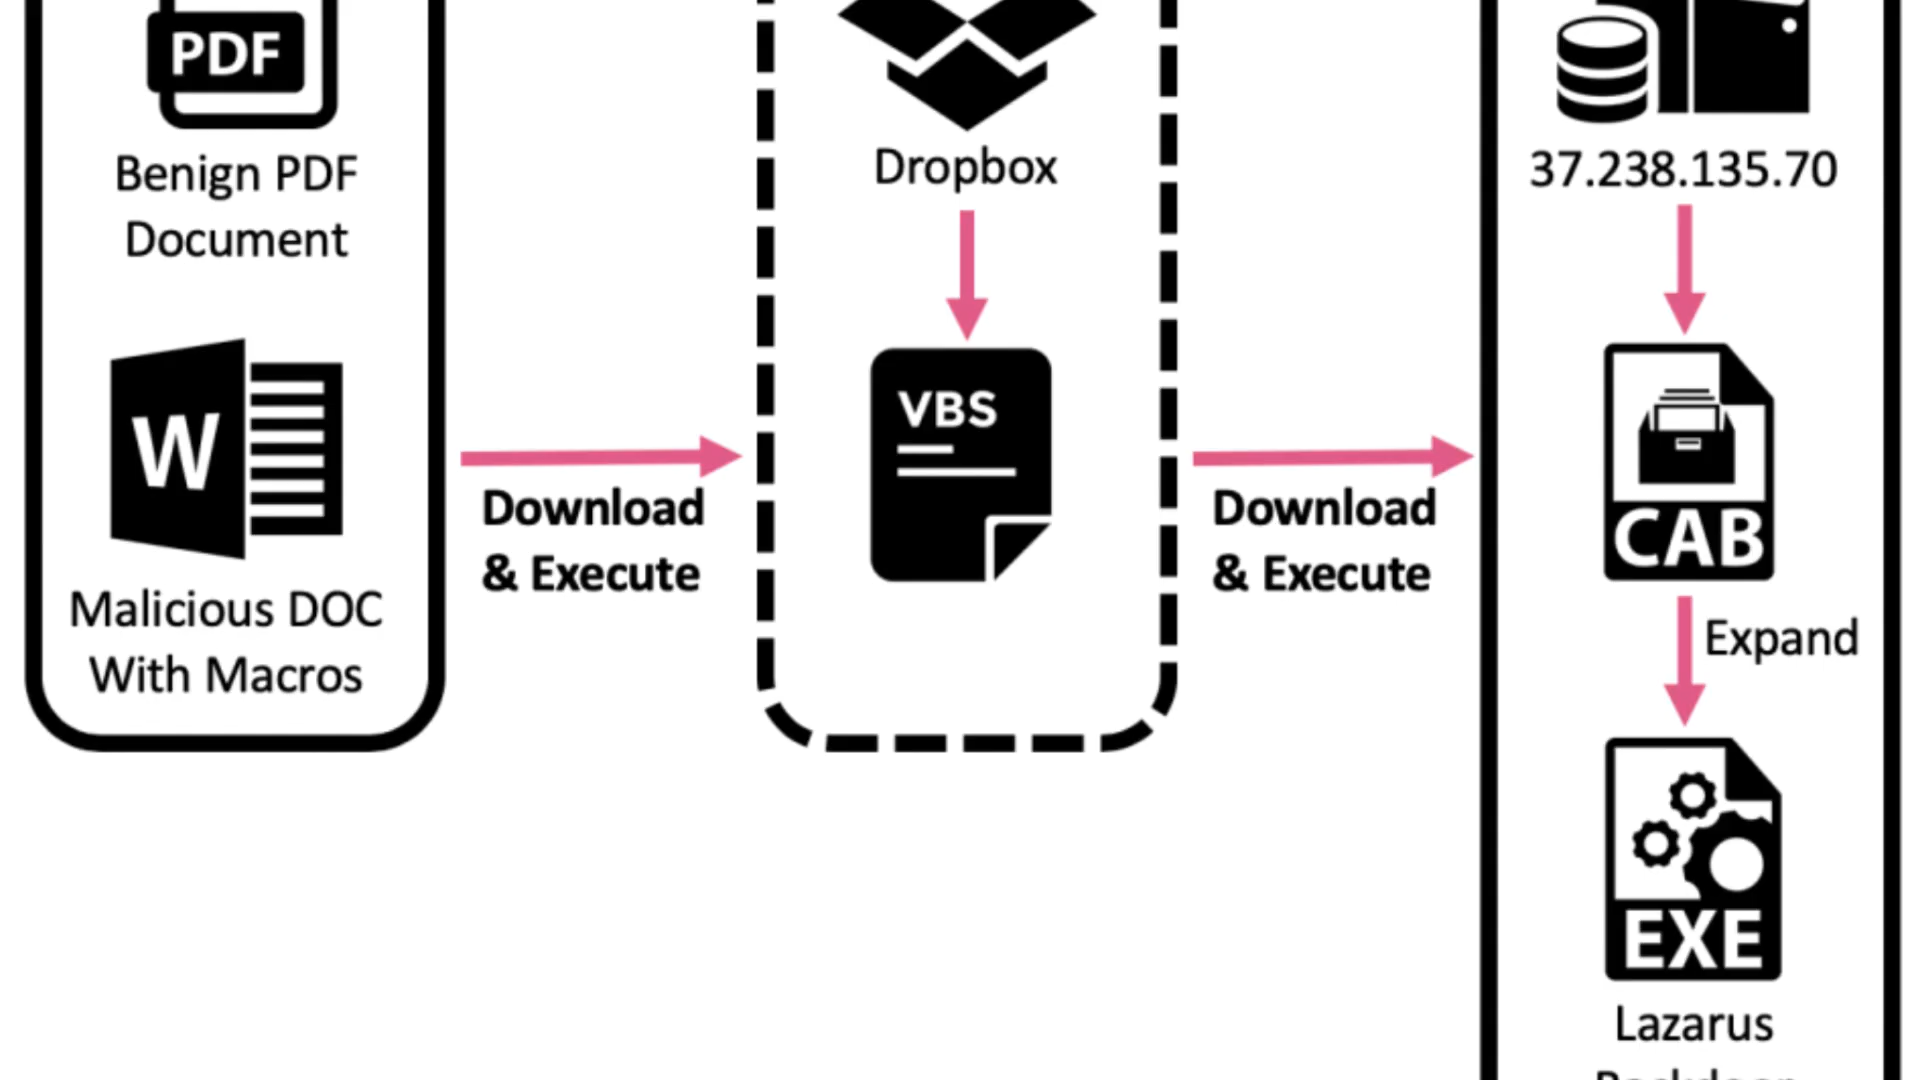 PDF
Benign PDF
Document
W
Malicious DOC
With Macros
Download
& Execute
Dropbox
VBS
Download
& Execute
37.238.135.70
CAB
Expand
EXE
Lazarus